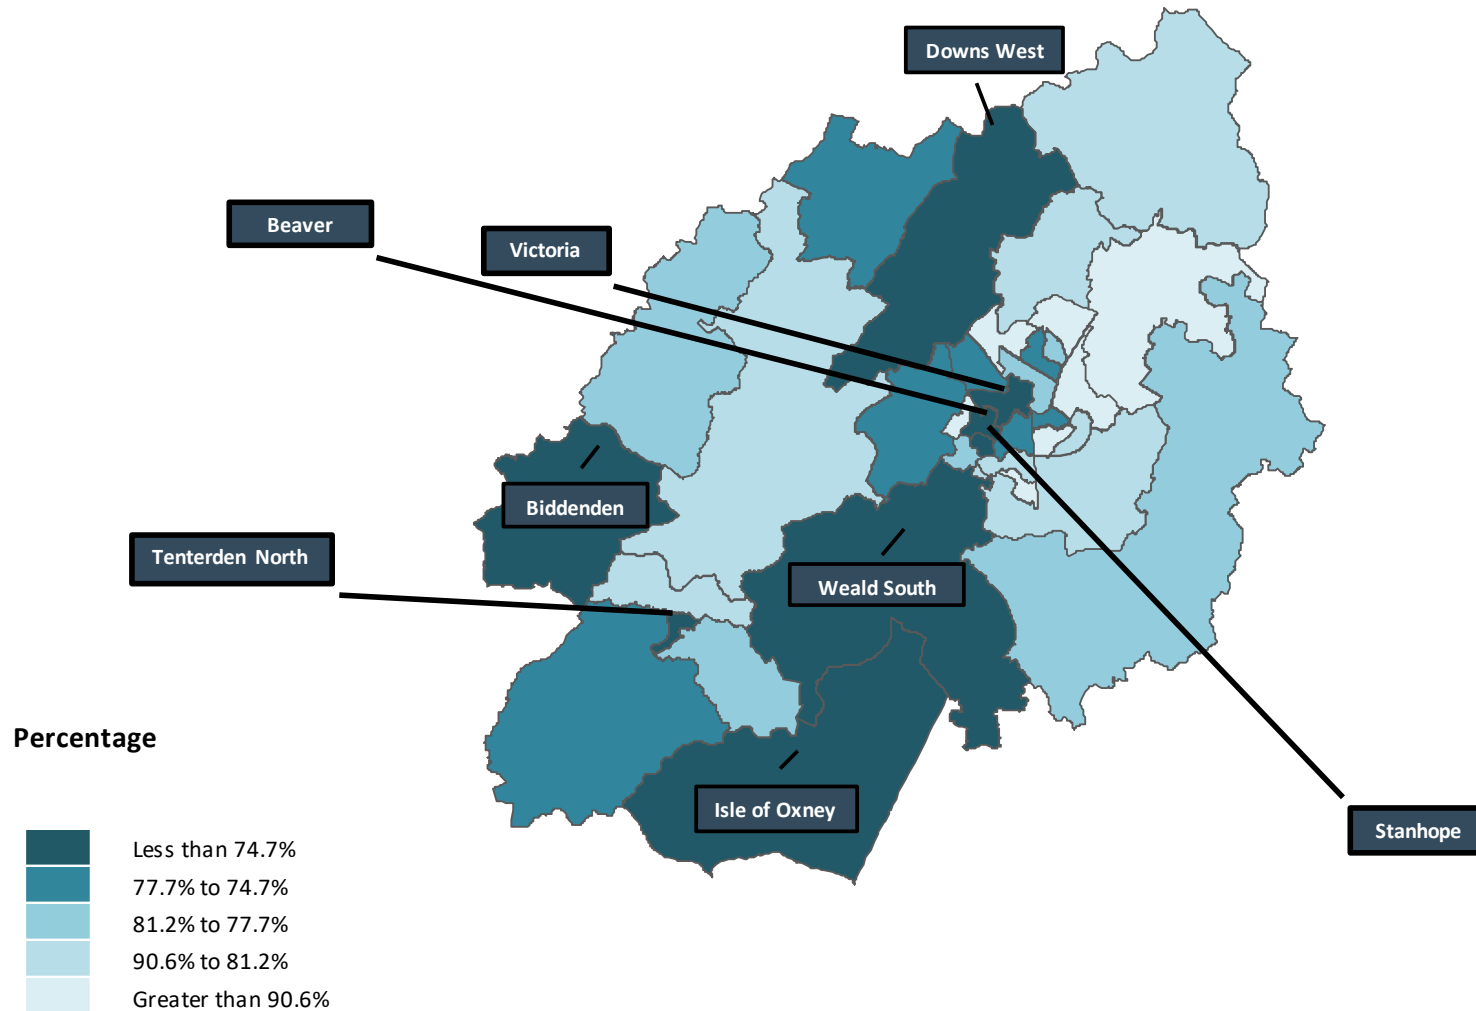 Downs West
Beaver
Victoria
Biddenden
Tenterden North
Weald South
Isle of Oxney
Stanhope
Percentage
Less than 74.7%
77.7% to 74.7%
81.2% to 77.7%
90.6% to 81.2%
Greater than 90.6%